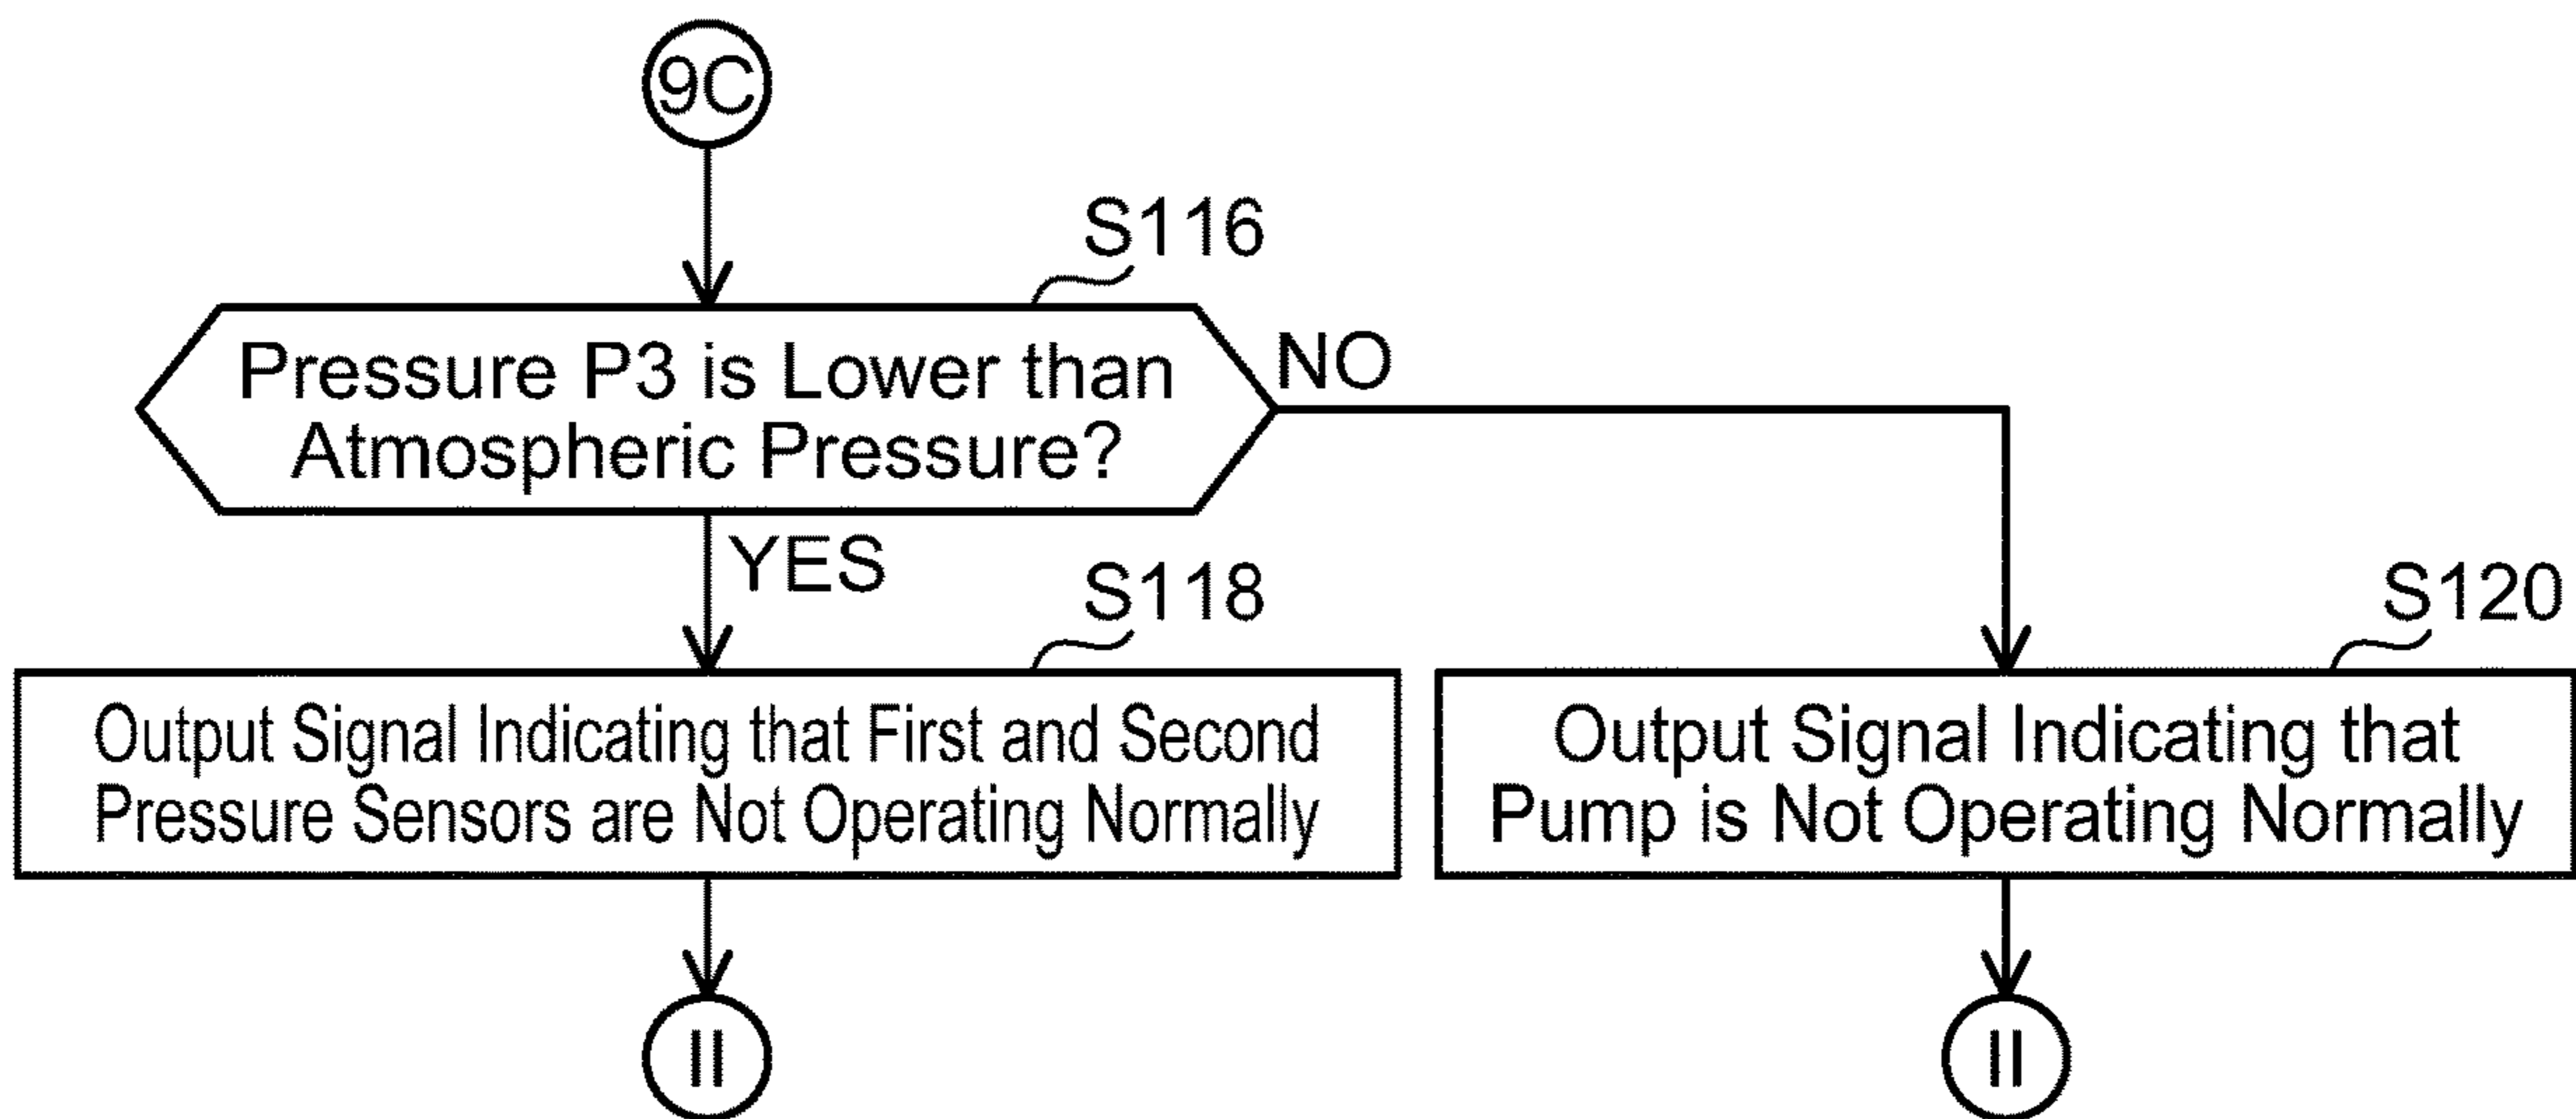 9C
S116
Pressure P3 is Lower than
Atmospheric Pressure?
NO
YES
S118
Output Signal Indicating that First and Second
Pressure Sensors are Not Operating Normally
S120
Output Signal Indicating that
Pump is Not Operating Normally
II
II